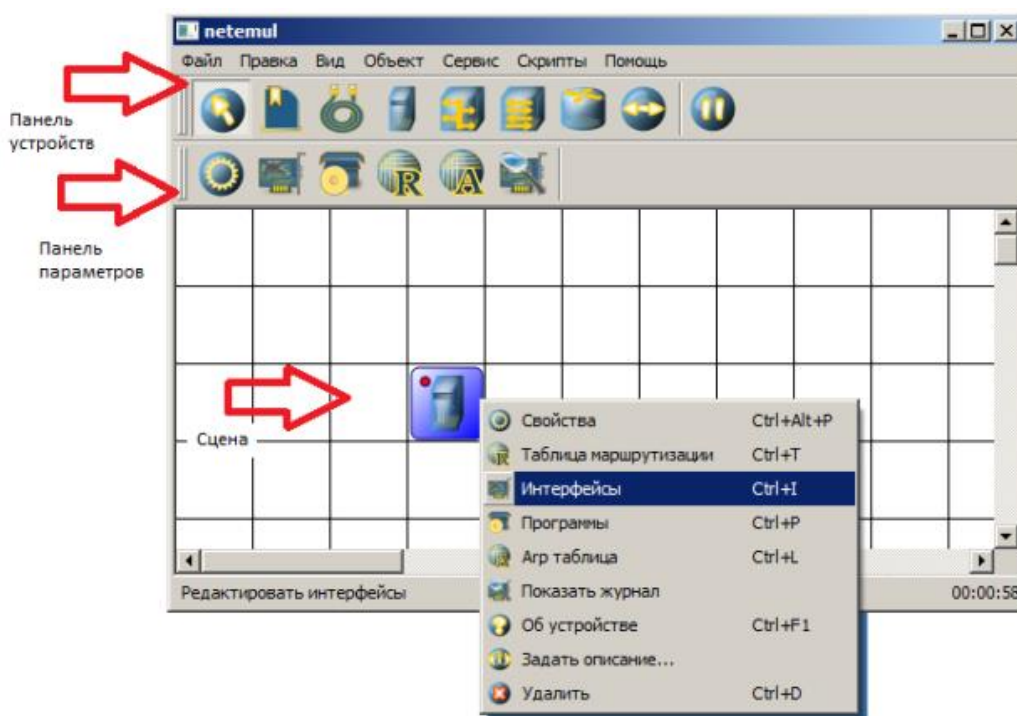 netemul
Файл Правка Вид Объект Сервис Скрипты Помощь
Панель
устройств
R A
Панель
параметров
Сцена
Свойства Ctrl+Alt+P
R Таблица маршрутизации Ctrl+T
Интерфейсы Ctrl+I
Программы Ctrl+P
R Arp таблица Ctrl+L
Показать журнал
Об устройстве Ctrl+F1
Задать описание...
Удалить Ctrl+D
Редактировать интерфейсы 00:00:58